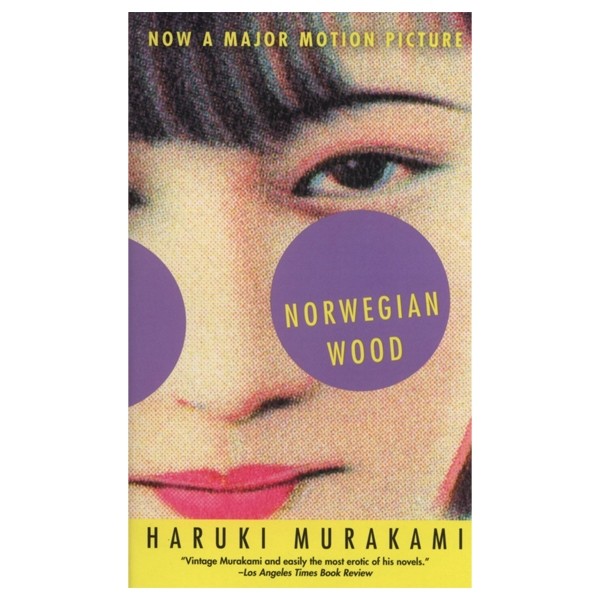 NOW A MAJOR MOTION PICTURE
NORWEGIAN
WOOD
HARUKI MURAKAMI
“Vintage Murakami and easily the most erotic of his novels.”
–Los Angeles Times Book Review